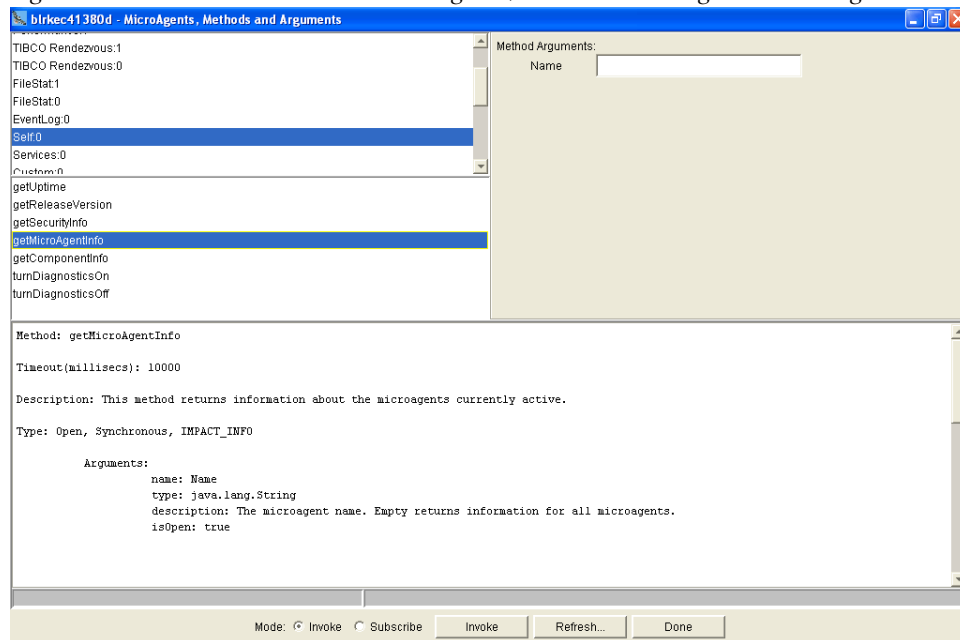 blrkec41380d - MicroAgents, Methods and Arguments
TIBCO Rendezvous:1
TIBCO Rendezvous:0
FileStat:1
FileStat:0
EventLog:0
Self:0
Services:0
Custom:0
Method Arguments:
Name
getUptime
getReleaseVersion
getSecurityInfo
getMicroAgentInfo
getComponentInfo
turnDiagnosticsOn
turnDiagnosticsOff
Method: getMicroAgentInfo
Timeout(millisecs): 10000
Description: This method returns information about the microagents currently active.
Type: Open, Synchronous, IMPACT_INFO
Arguments:
name: Name
type: java.lang.String
description: The microagent name. Empty returns information for all microagents.
isOpen: true
Mode: Invoke Subscribe Invoke Refresh... Done